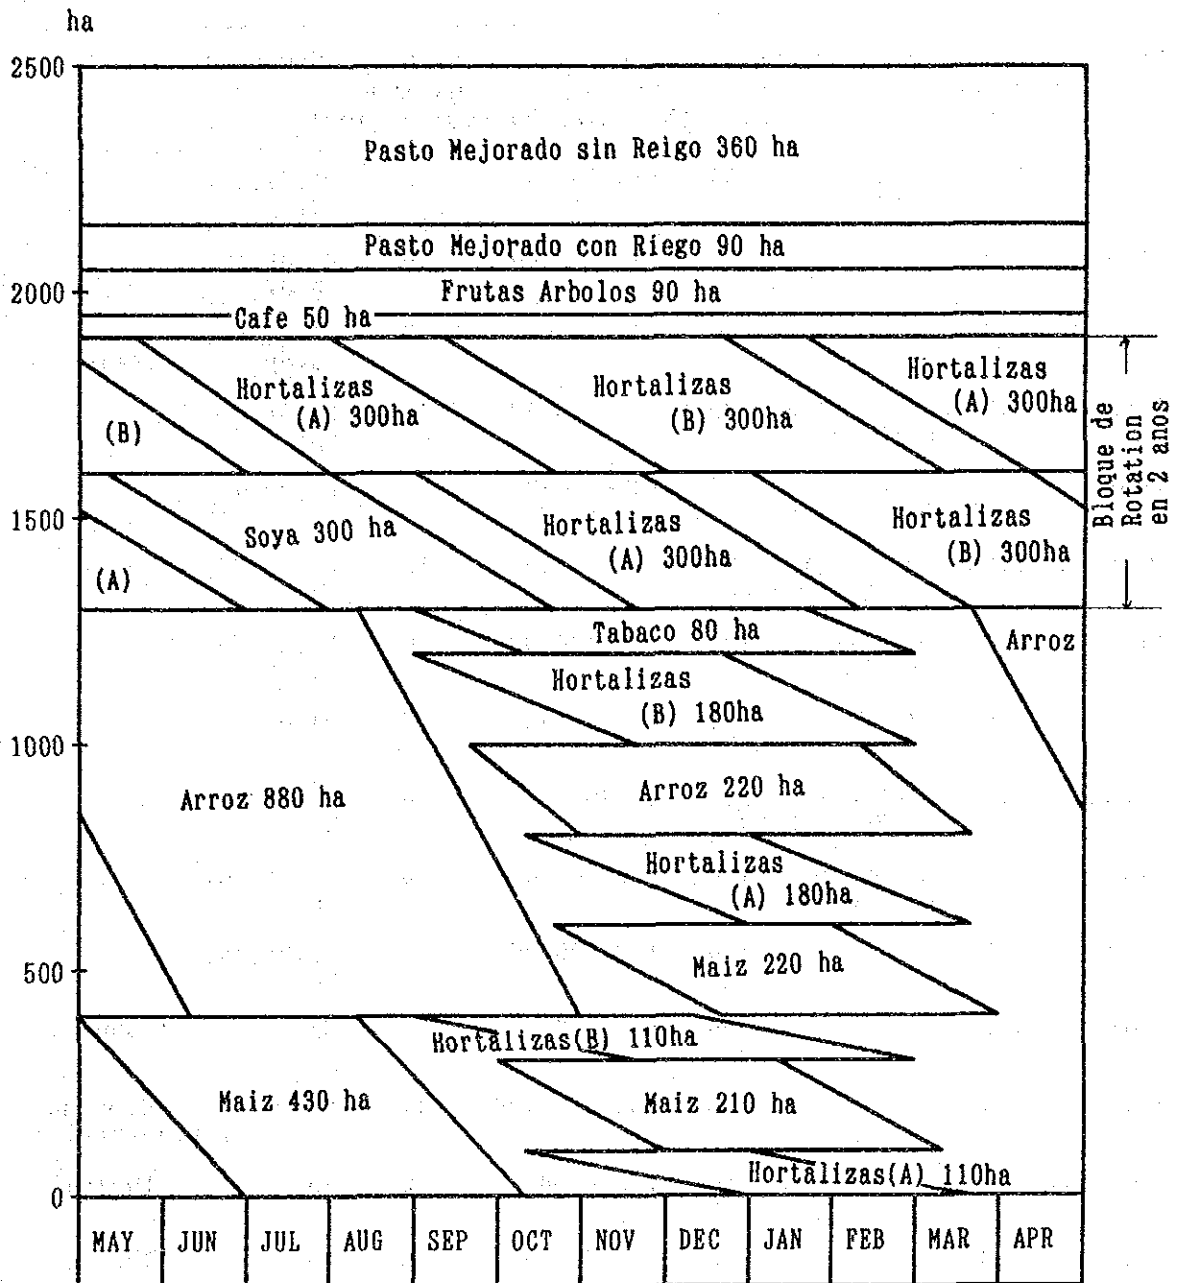 ha
2500
Pasto Mejorado sin Reigo 360 ha
Pasto Mejorado con Riego 90 ha
2000
Frutas Arbolos 90 ha
Cafe 50 ha
Hortalizas
(A) 300ha
Hortalizas
(B) 300ha
Hortalizas
(A) 300ha
(B)
Bloque de
Rotation
en 2 anos
1500
Soya 300 ha
Hortalizas
(A) 300ha
Hortalizas
(B) 300ha
(A)
Tabaco 80 ha
Arroz
Hortalizas
(B) 180ha
1000
Arroz 880 ha
Arroz 220 ha
Hortalizas
(A) 180ha
500
Maiz 220 ha
Hortalizas(B) 110ha
Maiz 430 ha
Maiz 210 ha
Hortalizas(A) 110ha
0
MAY JUN JUL AUG SEP OCT NOV DEC JAN FEB MAR APR